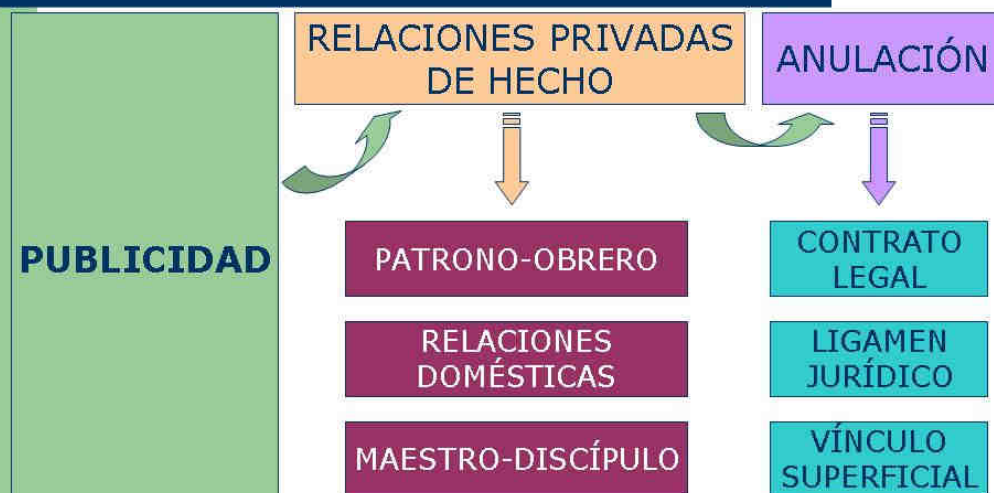 RELACIONES PRIVADAS
DE HECHO
ANULACIÓN
PUBLICIDAD
PATRONO-OBRERO
CONTRATO
LEGAL
RELACIONES
DOMÉSTICAS
LIGAMEN
JURÍDICO
MAESTRO-DISCÍPULO
VÍNCULO
SUPERFICIAL